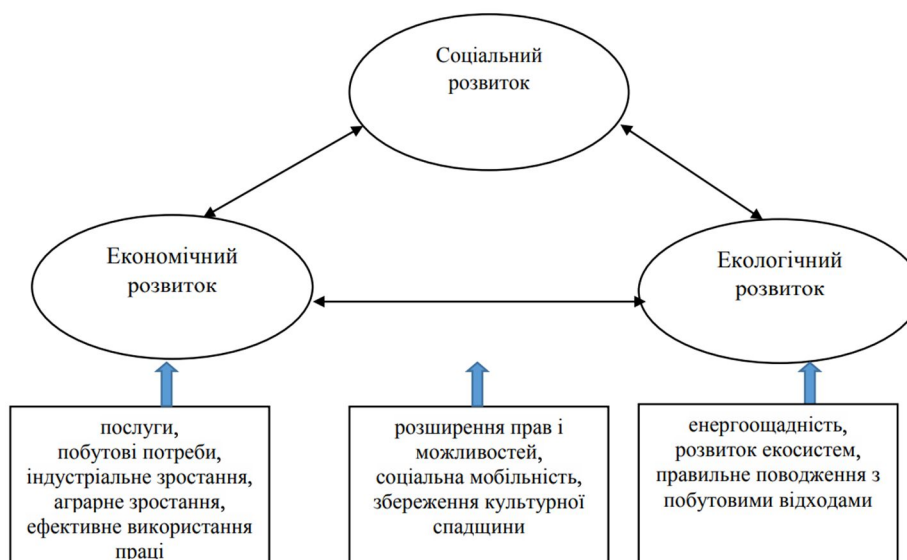 Соціальний
розвиток
Економічний
розвиток
Екологічний
розвиток
послуги,
побутові потреби,
індустріальне зростання,
аграрне зростання,
ефективне використання
праці
розширення прав і
можливостей,
соціальна мобільність,
збереження культурної
спадщини
енергоощадність,
розвиток екосистем,
правильне поводження з
побутовими відходами